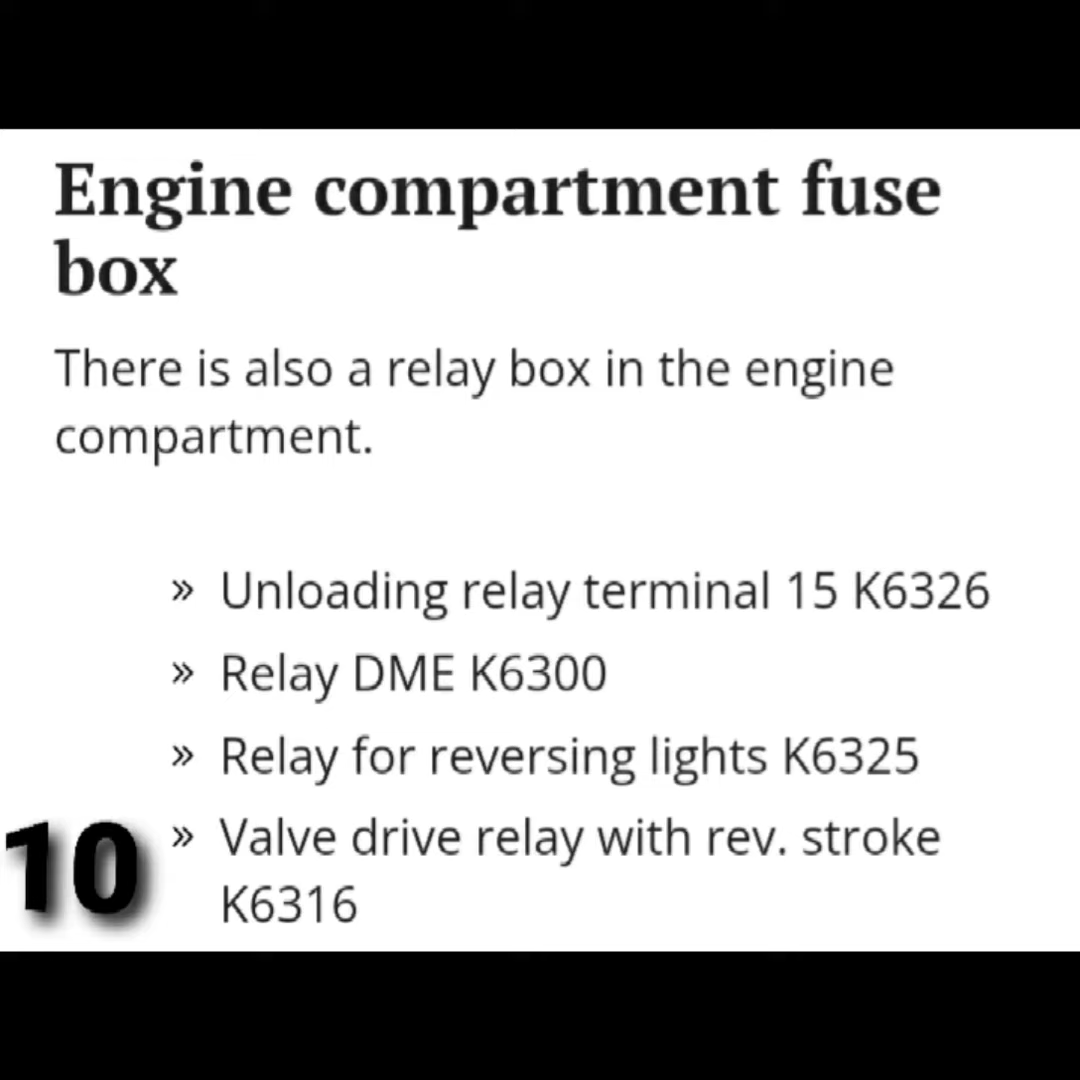 Engine compartment fuse
box
There is also a relay box in the engine
compartment.
» Unloading relay terminal 15 K6326
» Relay DME K6300
» Relay for reversing lights K6325
10 » Valve drive relay with rev. stroke
K6316